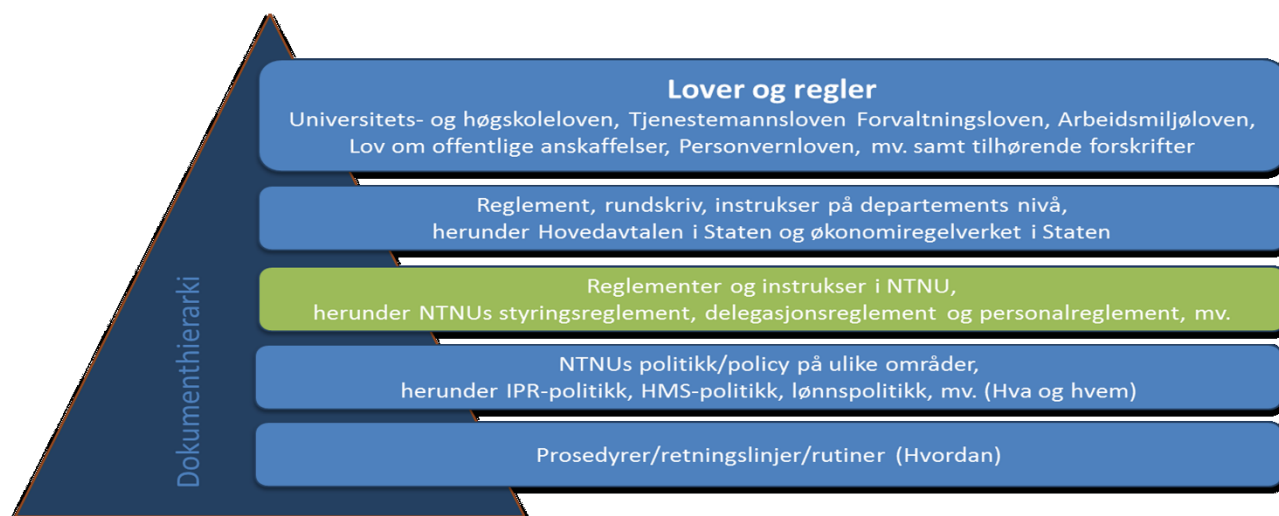 Lover og regler
Universitets- og høgskoleloven, Tjenestemannsloven Forvaltningsloven, Arbeidsmiljøloven,
Lov om offentlige anskaffelser, Personvernloven, mv. samt tilhørende forskrifter
Reglement, rundskriv, instrukser på departements nivå,
herunder Hovedavtalen i Staten og økonomiregelverket i Staten
Reglementer og instrukser i NTNU,
herunder NTNUs styringsreglement, delegasjonsreglement og personalreglement, mv.
NTNUs politikk/policy på ulike områder,
herunder IPR-politikk, HMS-politikk, lønnspolitikk, mv. (Hva og hvem)
Prosedyrer/retningslinjer/rutiner (Hvordan)
Dokumenthierarki